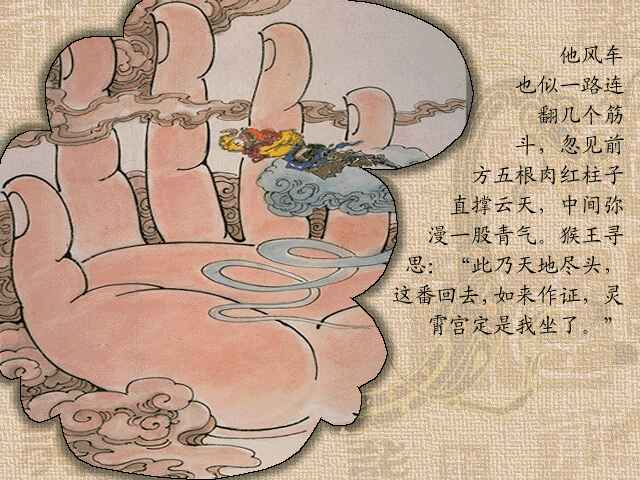 他风车
也似一路连
翻几个筋
斗，忽见前
方五根肉红柱子
直撑云天，中间弥
漫一股青气。猴王寻
思：“此乃天地尽头，
这番回去，如来作证，灵
霄宫定是我坐了。”